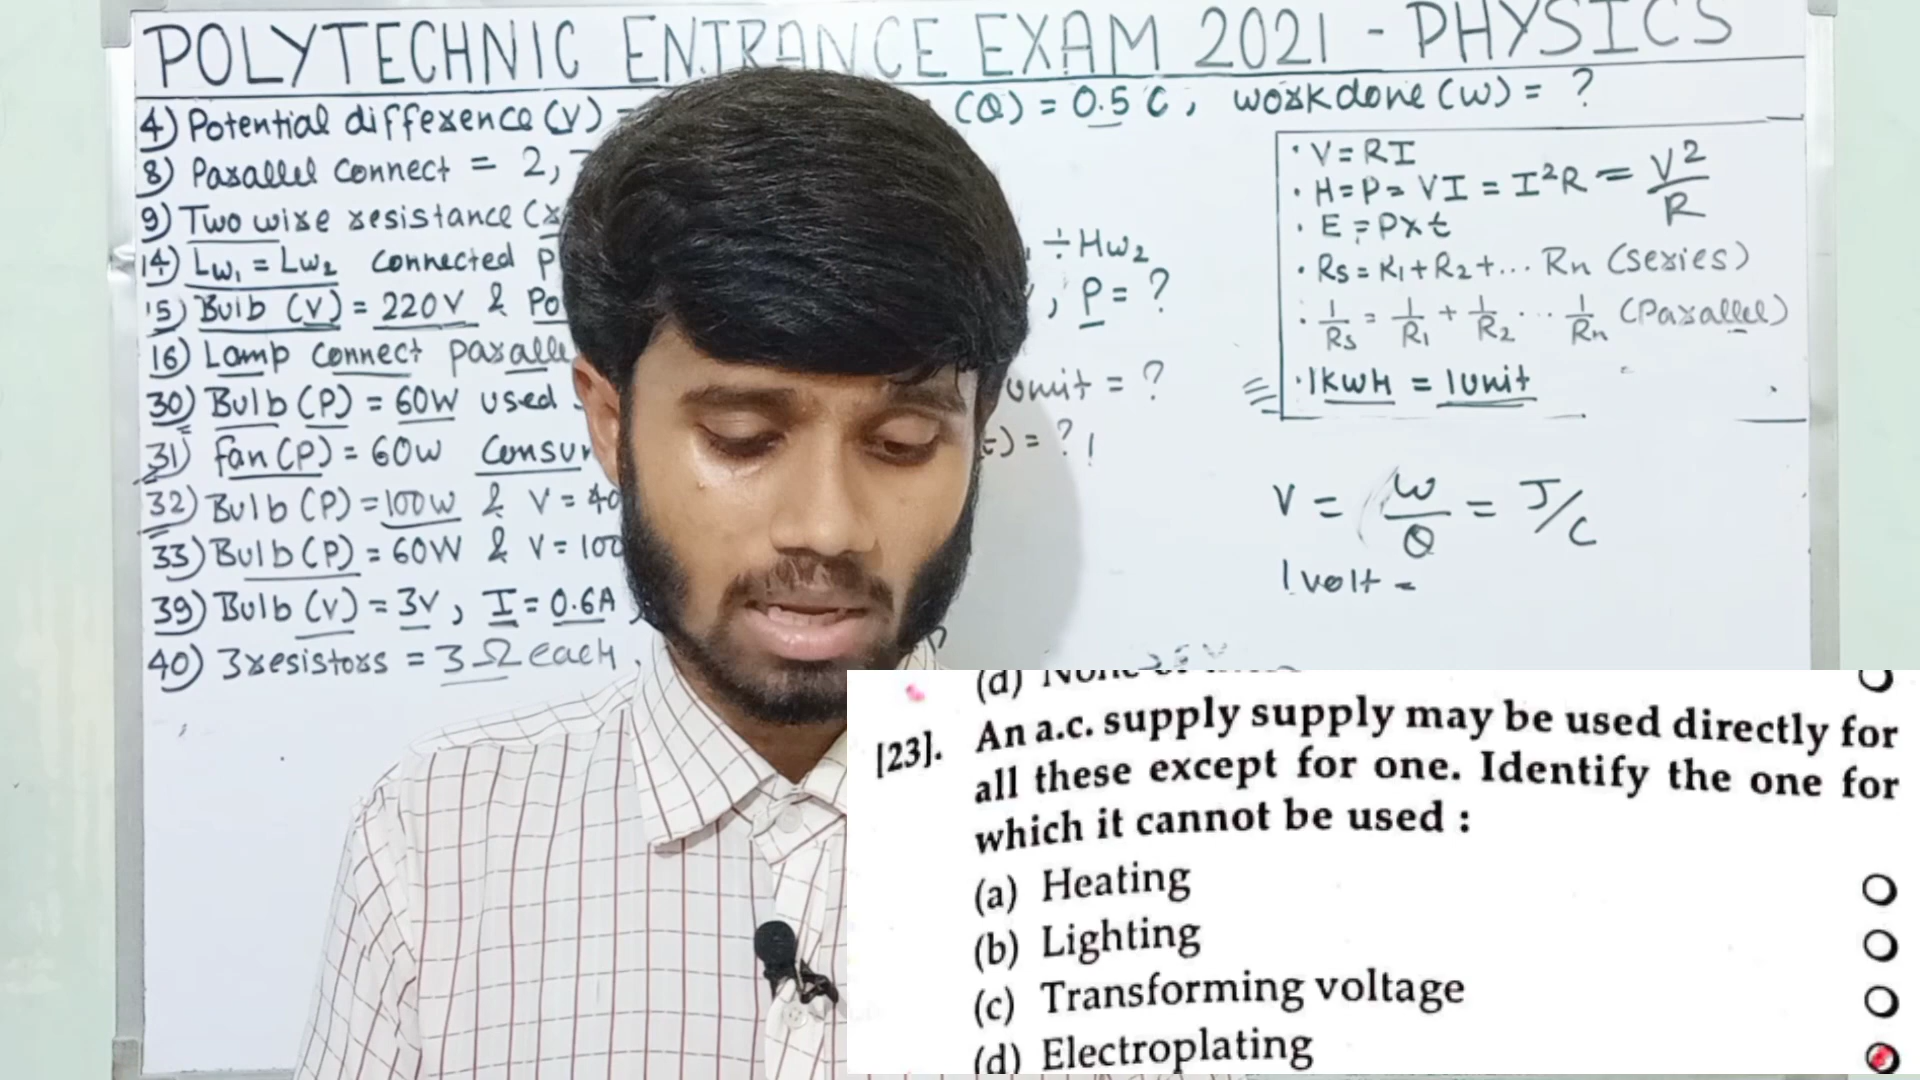 POLYTECHNIC ENTRANCE EXAM 2021 - PHYSICS
4) Potential difference (V) (Q) = 0.5 C, workdone (W) = ?
8) Parallel connect = 2,
9) Two wire resistance
14) Lw₁ = Lw₂ connected P ÷ Hw₂
15) Bulb (V) = 220V & Po , P = ?
16) Lamp connect paralle
30) Bulb (P) = 60W used unit = ?
31) fan (P) = 60w Consu ) = ?
32) Bulb (P) = 100W & V = 40
33) Bulb (P) = 60W & V = 100
39) Bulb (V) = 3V, I = 0.6A
40) 3 resistors = 3 Ω each,
· V = RI
· H = P = VI = I²R = V²/R
· E = P×t
· Rs = R₁ + R₂ + ... Rn (series)
· 1/Rs = 1/R₁ + 1/R₂ ... 1/Rn (Parallel)
· 1KWH = 1Unit
V = W/Q = J/C
1 volt =
(d) None
[23]. An a.c. supply supply may be used directly for
all these except for one. Identify the one for
which it cannot be used :
(a) Heating
(b) Lighting
(c) Transforming voltage
(d) Electroplating